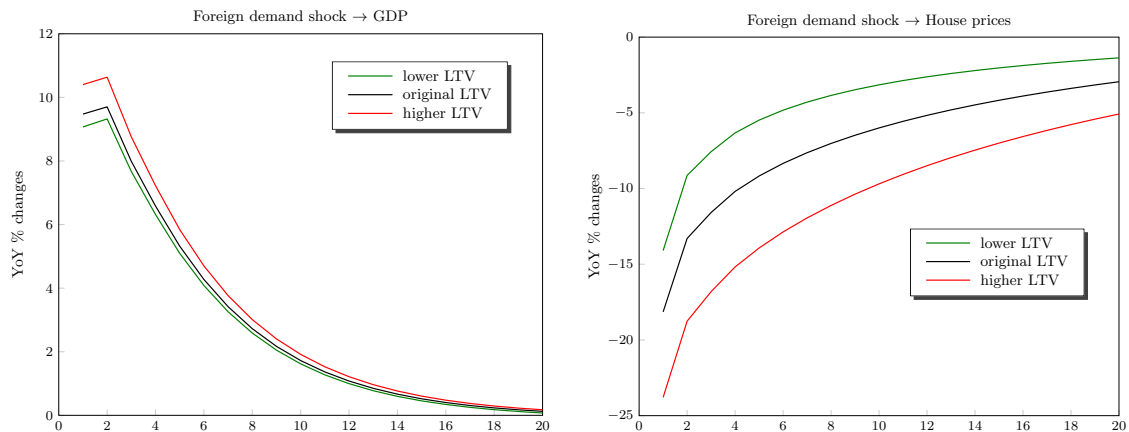 Foreign demand shock → GDP
12
10
8
6
4
2
0
YoY % changes
lower LTV
original LTV
higher LTV
0 2 4 6 8 10 12 14 16 18 20
Foreign demand shock → House prices
0
−5
−10
−15
−20
−25
YoY % changes
lower LTV
original LTV
higher LTV
0 2 4 6 8 10 12 14 16 18 20